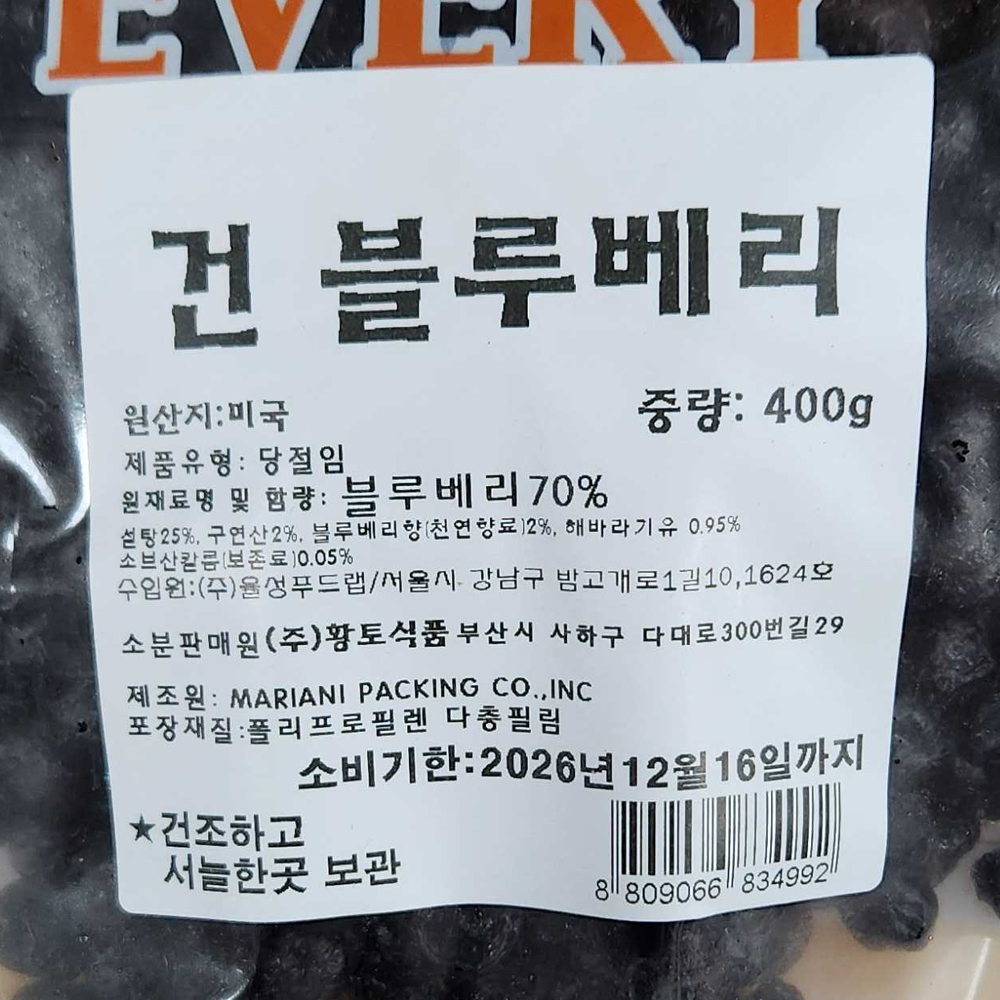 EVERY
건 블루베리
원산지:미국
중량: 400g
제품유형: 당절임
원재료명 및 함량: 블루베리70%
설탕25%, 구연산2%, 블루베리향(천연향료)2%, 해바라기유 0.95%
소브산칼륨(보존료)0.05%
수입원:(주)율성푸드랩/서울시 강남구 밤고개로1길10,1624호
소분판매원(주)황토식품 부산시 사하구 다대로300번길29
제조원: MARIANI PACKING CO.,INC
포장재질:폴리프로필렌 다층필림
소비기한:2026년12월16일까지
★건조하고
서늘한곳 보관
8 809066 834992